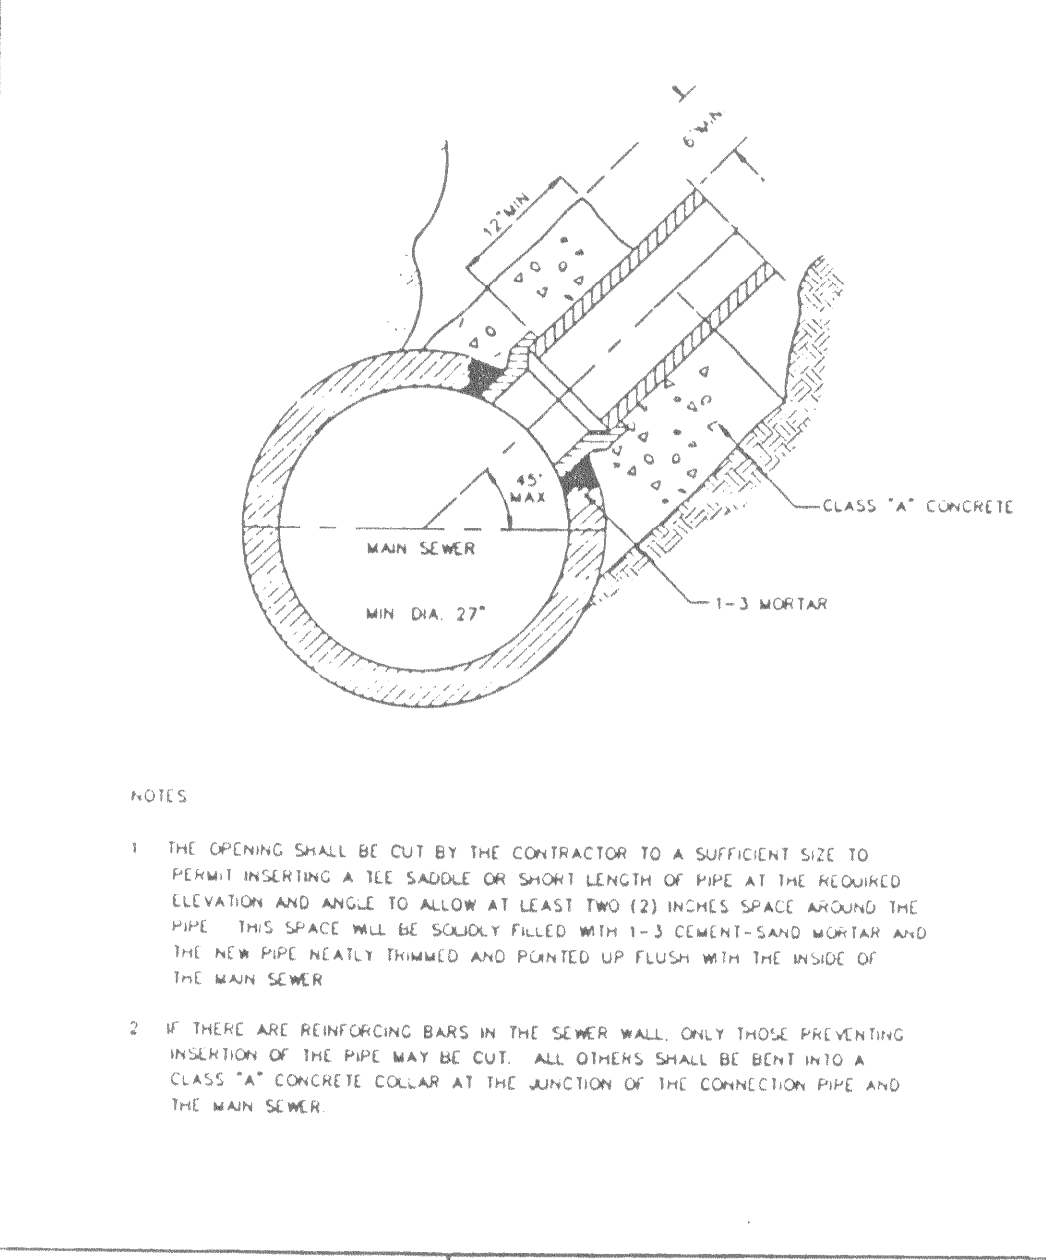 6"MIN
12"MIN
45°
MAX
CLASS "A" CONCRETE
MAIN SEWER
1-3 MORTAR
MIN DIA. 27"
NOTES
1 THE OPENING SHALL BE CUT BY THE CONTRACTOR TO A SUFFICIENT SIZE TO
PERMIT INSERTING A TEE SADDLE OR SHORT LENGTH OF PIPE AT THE REQUIRED
ELEVATION AND ANGLE TO ALLOW AT LEAST TWO (2) INCHES SPACE AROUND THE
PIPE THIS SPACE WILL BE SOLIDLY FILLED WITH 1-3 CEMENT-SAND MORTAR AND
THE NEW PIPE NEATLY TRIMMED AND POINTED UP FLUSH WITH THE INSIDE OF
THE MAIN SEWER
2 IF THERE ARE REINFORCING BARS IN THE SEWER WALL, ONLY THOSE PREVENTING
INSERTION OF THE PIPE MAY BE CUT. ALL OTHERS SHALL BE BENT INTO A
CLASS "A" CONCRETE COLLAR AT THE JUNCTION OF THE CONNECTION PIPE AND
THE MAIN SEWER.